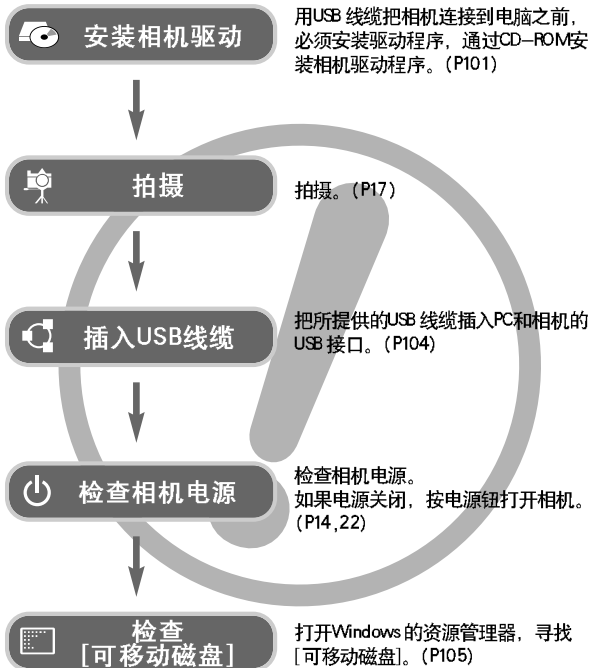 安装相机驱动
用USB 线缆把相机连接到电脑之前，
必须安装驱动程序，通过CD-ROM安
装相机驱动程序。(P101)
拍摄
拍摄。(P17)
插入USB线缆
把所提供的USB 线缆插入PC和相机的
USB 接口。(P104)
检查相机电源
检查相机电源。
如果电源关闭，按电源钮打开相机。
(P14,22)
检查
[可移动磁盘]
打开Windows 的资源管理器，寻找
[可移动磁盘]。(P105)